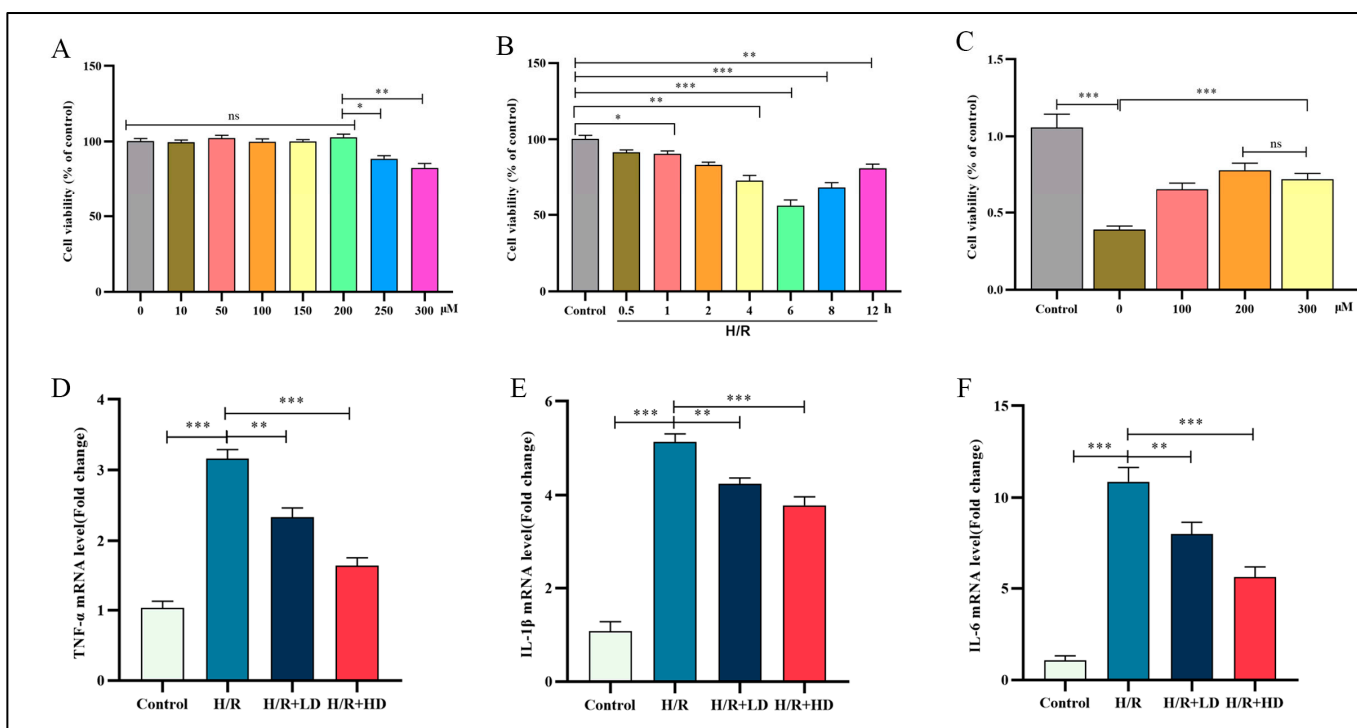 A
Cell viability (% of control)
150
100
50
0
ns
*
**
0 10 50 100 150 200 250 300 μM
B
Cell viability (% of control)
150
100
50
0
**
***
***
**
*
Control 0.5 1 2 4 6 8 12 h
H/R
C
Cell viability (% of control)
1.5
1.0
0.5
0.0
***
***
ns
Control 0 100 200 300 μM
D
TNF-α mRNA level(Fold change)
4
3
2
1
0
***
***
**
Control H/R H/R+LD H/R+HD
E
IL-1β mRNA level(Fold change)
6
4
2
0
***
***
**
Control H/R H/R+LD H/R+HD
F
IL-6 mRNA level(Fold change)
15
10
5
0
***
***
**
Control H/R H/R+LD H/R+HD